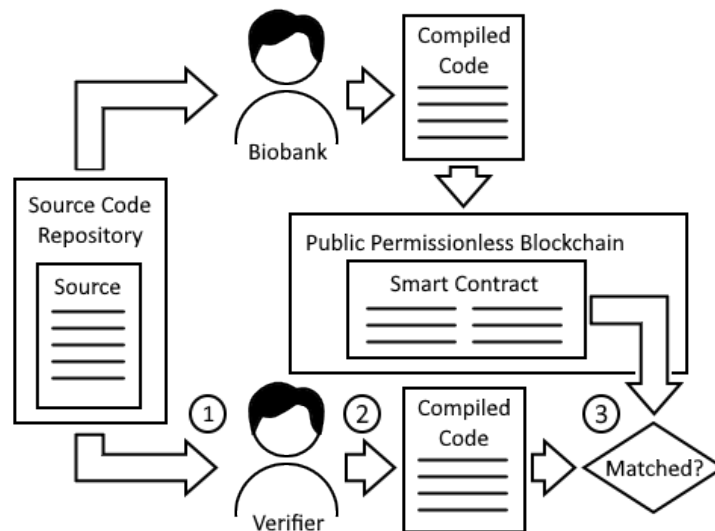 Compiled
Code
Biobank
Source Code
Repository
Source
Public Permissionless Blockchain
Smart Contract
1
2
3
Compiled
Code
Matched?
Verifier